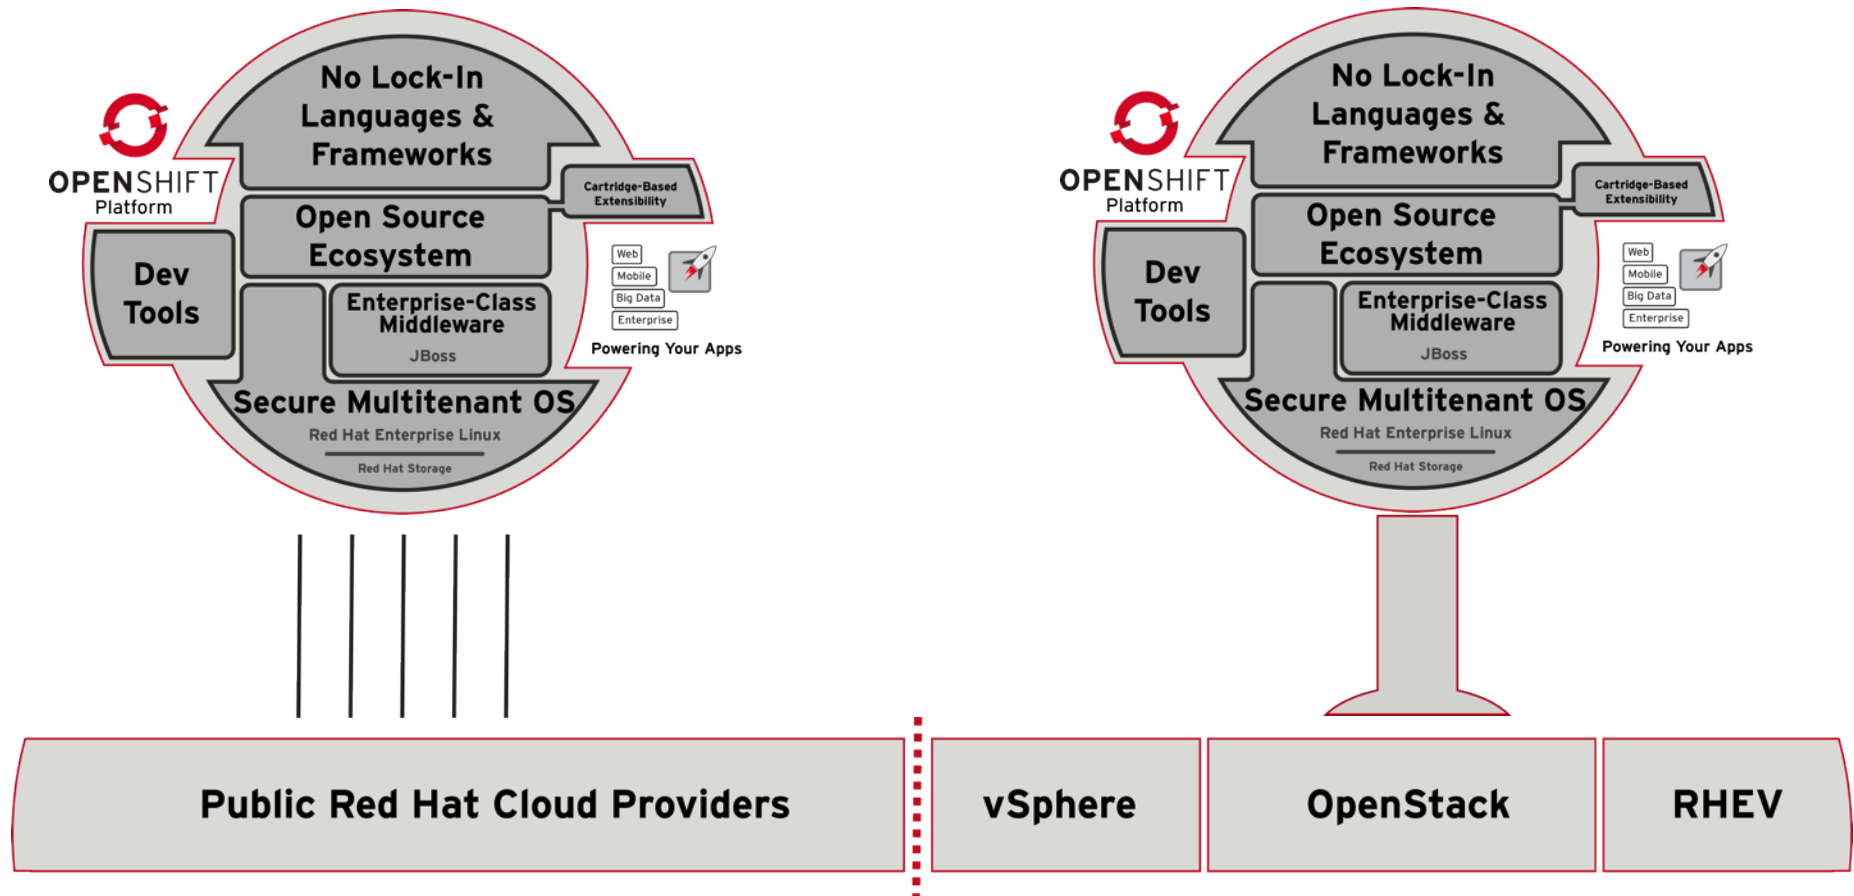 No Lock-In
Languages &
Frameworks
OPENSHIFT
Platform
Cartridge-Based
Extensibility
Open Source
Ecosystem
Dev
Tools
Web
Mobile
Big Data
Enterprise
Powering Your Apps
Enterprise-Class
Middleware
JBoss
Secure Multitenant OS
Red Hat Enterprise Linux
Red Hat Storage
No Lock-In
Languages &
Frameworks
OPENSHIFT
Platform
Cartridge-Based
Extensibility
Open Source
Ecosystem
Dev
Tools
Web
Mobile
Big Data
Enterprise
Powering Your Apps
Enterprise-Class
Middleware
JBoss
Secure Multitenant OS
Red Hat Enterprise Linux
Red Hat Storage
Public Red Hat Cloud Providers
vSphere
OpenStack
RHEV